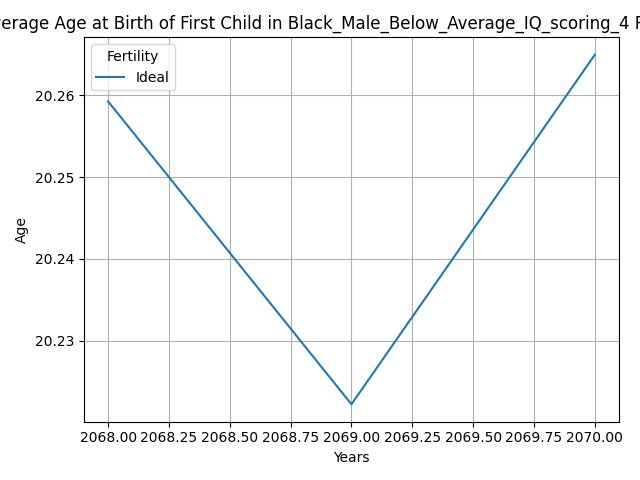 Age at Birth of First Child in Black_Male_Below_Average_IQ_scoring_4
Fertility
Ideal
20.26
20.25
20.24
20.23
Age
2068.00 2068.25 2068.50 2068.75 2069.00 2069.25 2069.50 2069.75 2070.00
Years